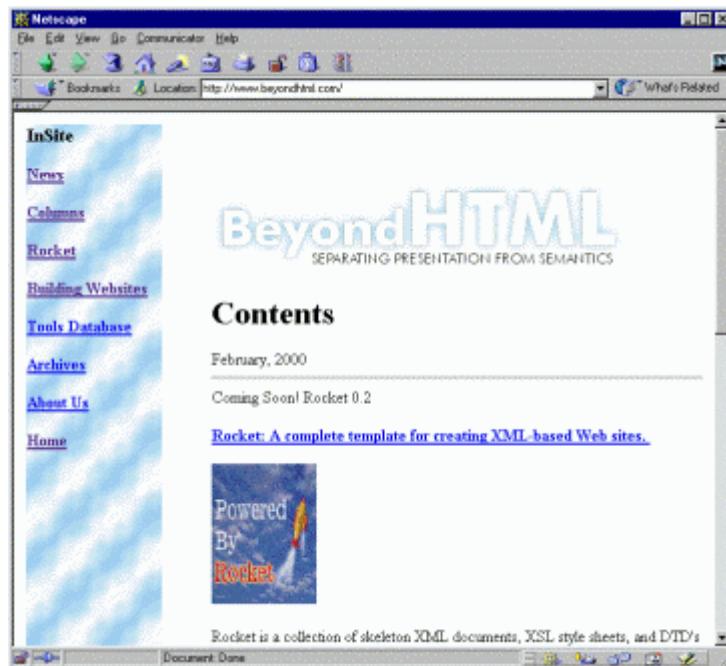 Netscape
File Edit View Go Communicator Help
Bookmarks Location: http://www.beyondhtml.com/ What's Related
InSite
News
Columns
Rocket
Building Websites
Tools Database
Archives
About Us
Home
BeyondHTML
SEPARATING PRESENTATION FROM SEMANTICS
Contents
February, 2000
Coming Soon! Rocket 0.2
Rocket: A complete template for creating XML-based Web sites.
Powered
By
Rocket
Rocket is a collection of skeleton XML documents, XSL style sheets, and DTD's
Document: Done